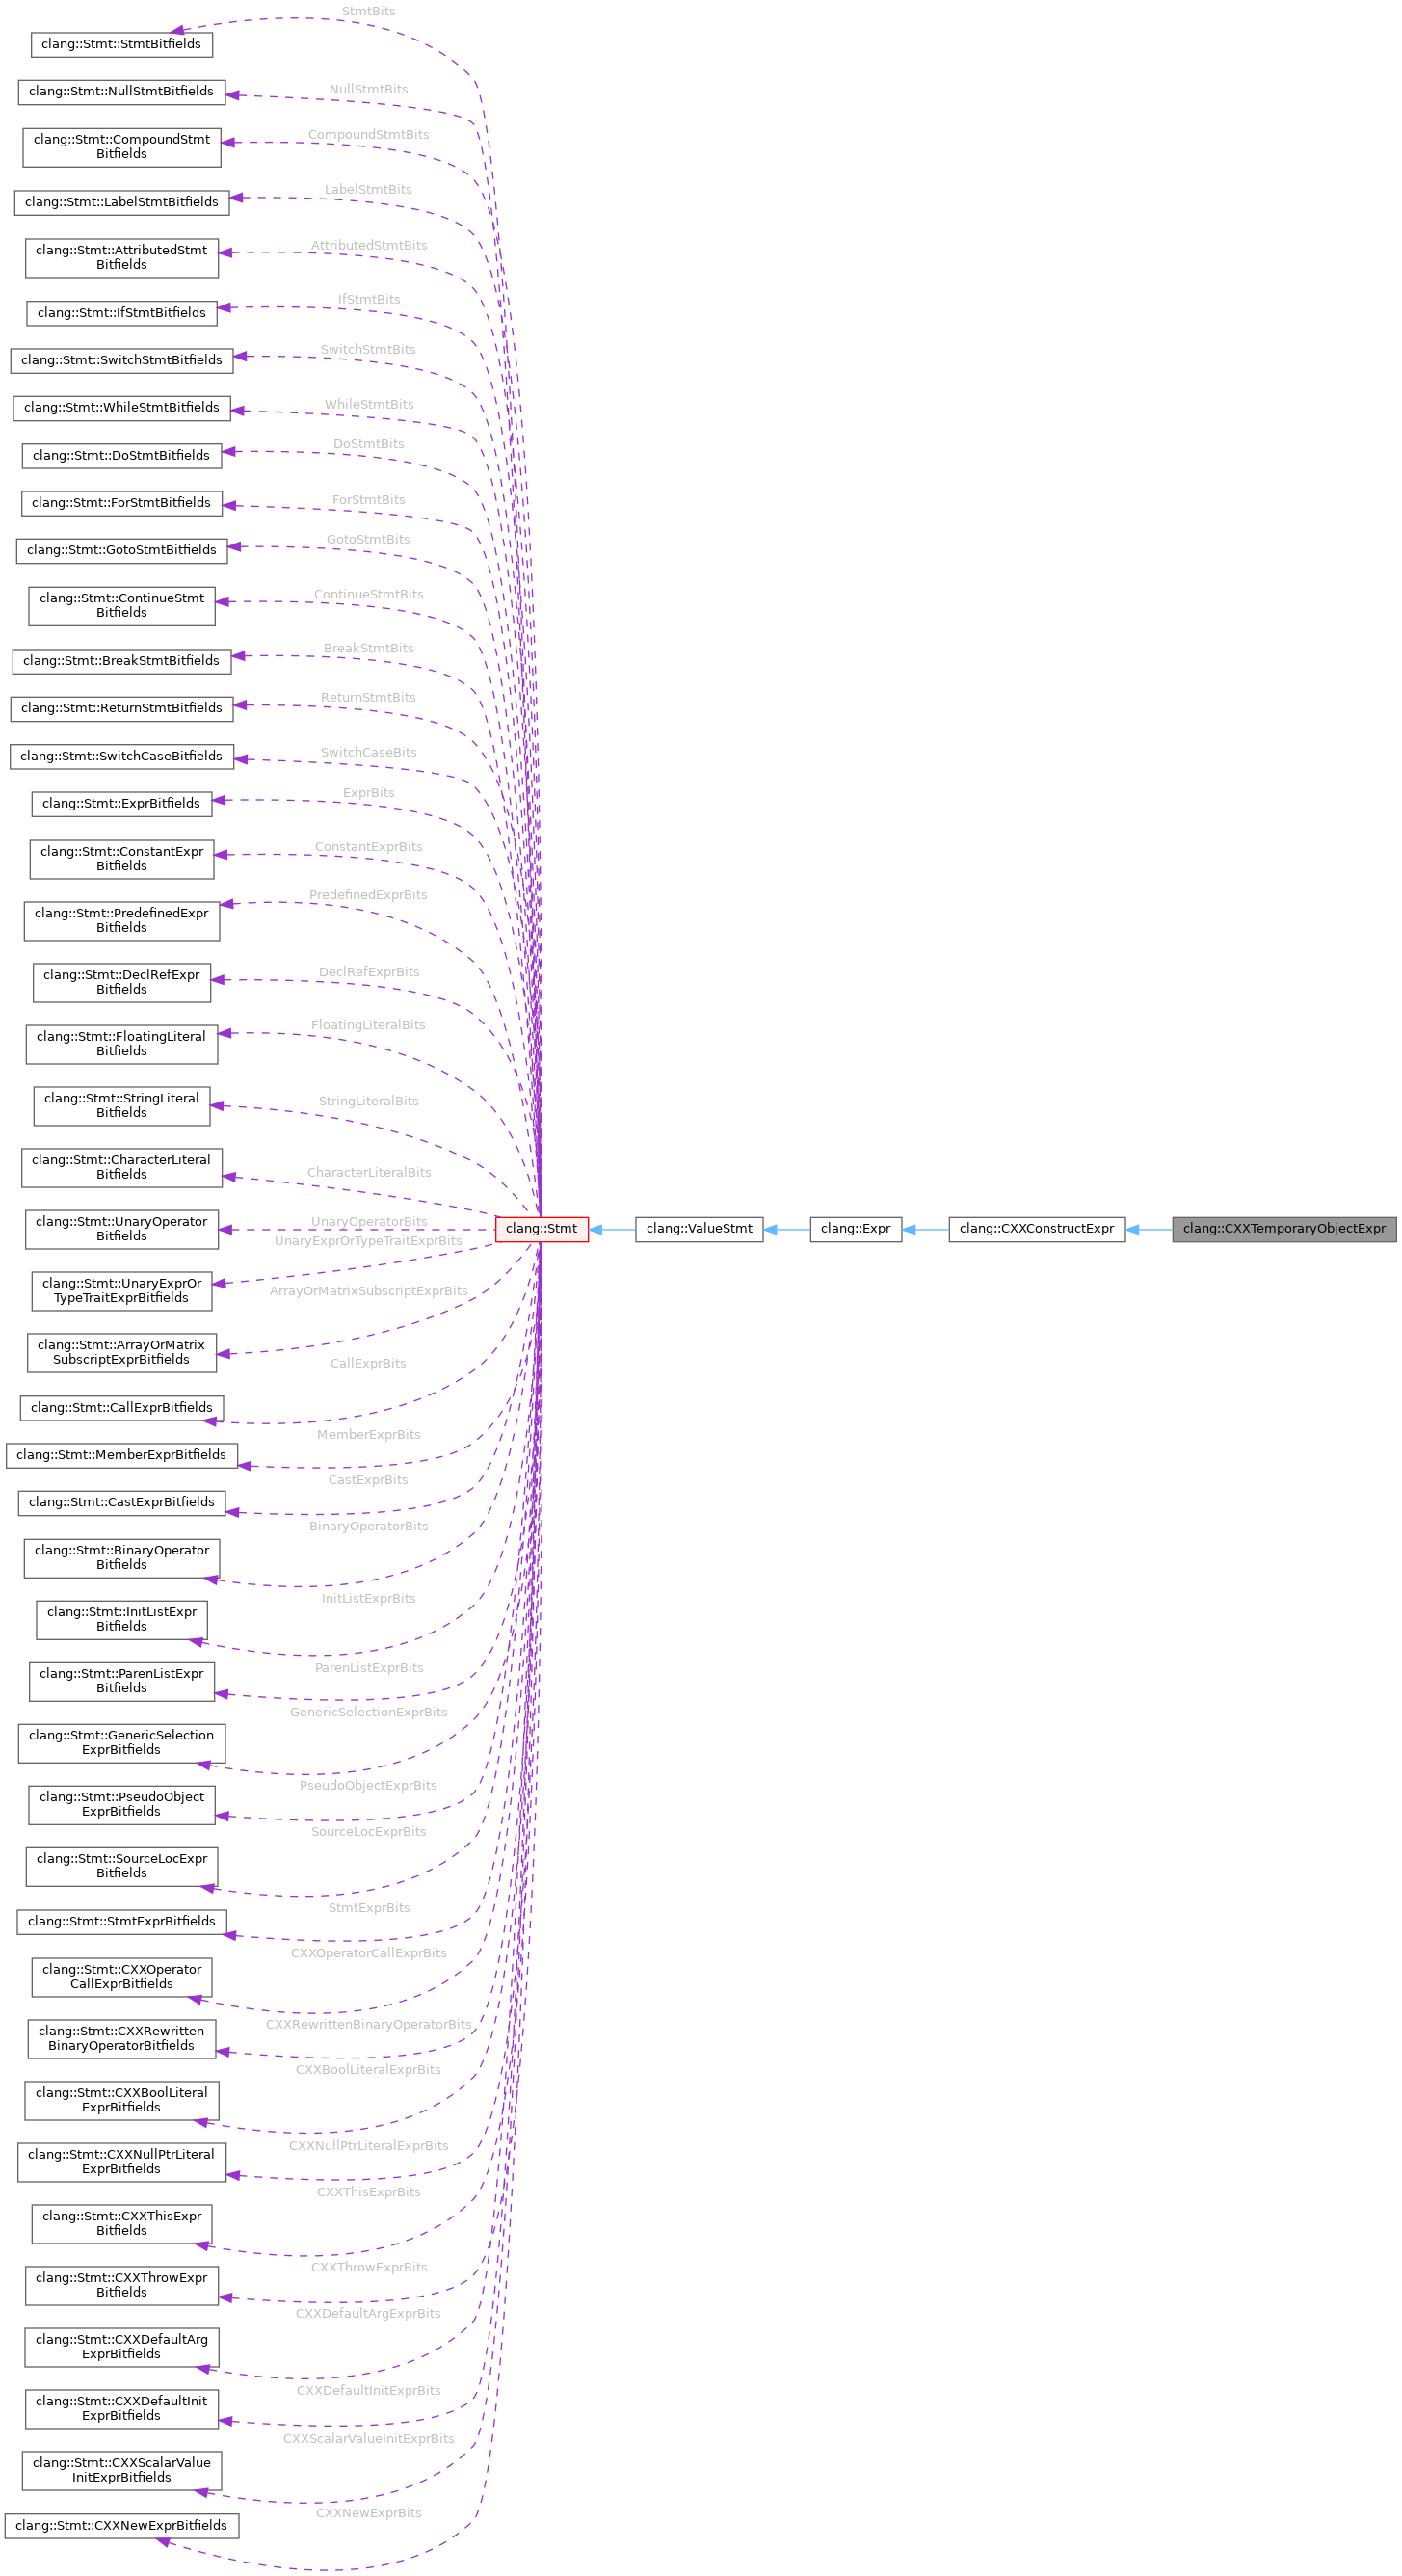 StmtBits
clang::Stmt::StmtBitfields
NullStmtBits
clang::Stmt::NullStmtBitfields
CompoundStmtBits
clang::Stmt::CompoundStmt
Bitfields
LabelStmtBits
clang::Stmt::LabelStmtBitfields
AttributedStmtBits
clang::Stmt::AttributedStmt
Bitfields
IfStmtBits
clang::Stmt::IfStmtBitfields
SwitchStmtBits
clang::Stmt::SwitchStmtBitfields
WhileStmtBits
clang::Stmt::WhileStmtBitfields
DoStmtBits
clang::Stmt::DoStmtBitfields
ForStmtBits
clang::Stmt::ForStmtBitfields
GotoStmtBits
clang::Stmt::GotoStmtBitfields
ContinueStmtBits
clang::Stmt::ContinueStmt
Bitfields
BreakStmtBits
clang::Stmt::BreakStmtBitfields
ReturnStmtBits
clang::Stmt::ReturnStmtBitfields
SwitchCaseBits
clang::Stmt::SwitchCaseBitfields
ExprBits
clang::Stmt::ExprBitfields
ConstantExprBits
clang::Stmt::ConstantExpr
Bitfields
PredefinedExprBits
clang::Stmt::PredefinedExpr
Bitfields
DeclRefExprBits
clang::Stmt::DeclRefExpr
Bitfields
FloatingLiteralBits
clang::Stmt::FloatingLiteral
Bitfields
StringLiteralBits
clang::Stmt::StringLiteral
Bitfields
CharacterLiteralBits
clang::Stmt::CharacterLiteral
Bitfields
UnaryOperatorBits
clang::Stmt::UnaryOperator
Bitfields
clang::Stmt
clang::ValueStmt
clang::Expr
clang::CXXConstructExpr
clang::CXXTemporaryObjectExpr
UnaryExprOrTypeTraitExprBits
clang::Stmt::UnaryExprOr
TypeTraitExprBitfields
ArrayOrMatrixSubscriptExprBits
clang::Stmt::ArrayOrMatrix
SubscriptExprBitfields
CallExprBits
clang::Stmt::CallExprBitfields
MemberExprBits
clang::Stmt::MemberExprBitfields
CastExprBits
clang::Stmt::CastExprBitfields
BinaryOperatorBits
clang::Stmt::BinaryOperator
Bitfields
InitListExprBits
clang::Stmt::InitListExpr
Bitfields
ParenListExprBits
clang::Stmt::ParenListExpr
Bitfields
GenericSelectionExprBits
clang::Stmt::GenericSelection
ExprBitfields
PseudoObjectExprBits
clang::Stmt::PseudoObject
ExprBitfields
SourceLocExprBits
clang::Stmt::SourceLocExpr
Bitfields
StmtExprBits
clang::Stmt::StmtExprBitfields
CXXOperatorCallExprBits
clang::Stmt::CXXOperator
CallExprBitfields
CXXRewrittenBinaryOperatorBits
clang::Stmt::CXXRewritten
BinaryOperatorBitfields
CXXBoolLiteralExprBits
clang::Stmt::CXXBoolLiteral
ExprBitfields
CXXNullPtrLiteralExprBits
clang::Stmt::CXXNullPtrLiteral
ExprBitfields
CXXThisExprBits
clang::Stmt::CXXThisExpr
Bitfields
CXXThrowExprBits
clang::Stmt::CXXThrowExpr
Bitfields
CXXDefaultArgExprBits
clang::Stmt::CXXDefaultArg
ExprBitfields
CXXDefaultInitExprBits
clang::Stmt::CXXDefaultInit
ExprBitfields
CXXScalarValueInitExprBits
clang::Stmt::CXXScalarValue
InitExprBitfields
CXXNewExprBits
clang::Stmt::CXXNewExprBitfields